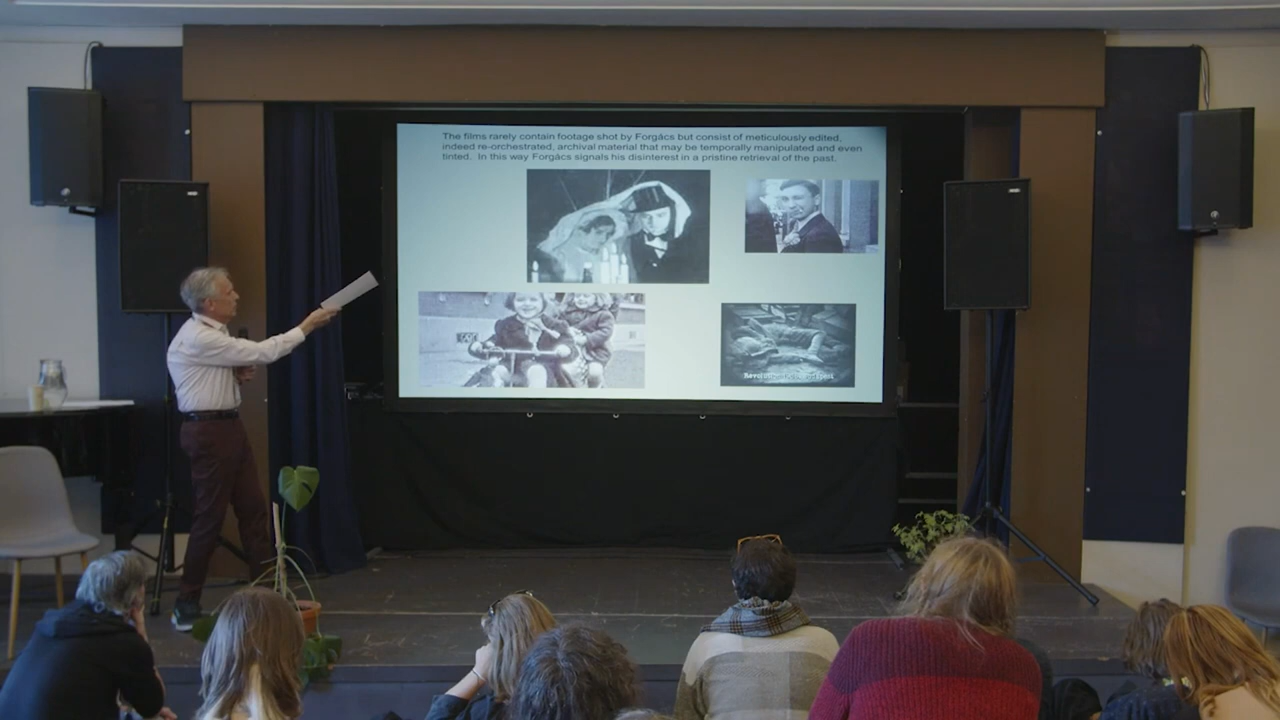 The films rarely contain footage shot by Forgács but consist of meticulously edited,
indeed re-orchestrated, archival material that may be temporally manipulated and even
tinted. In this way Forgács signals his disinterest in a pristine retrieval of the past.